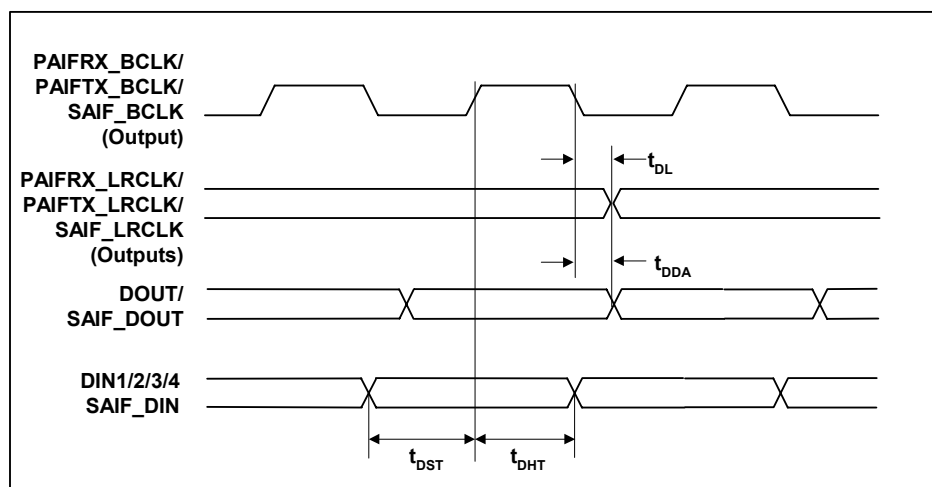 PAIFRX_BCLK/
PAIFTX_BCLK/
SAIF_BCLK
(Output)
t_DL
PAIFRX_LRCLK/
PAIFTX_LRCLK/
SAIF_LRCLK
(Outputs)
t_DDA
DOUT/
SAIF_DOUT
DIN1/2/3/4
SAIF_DIN
t_DST
t_DHT